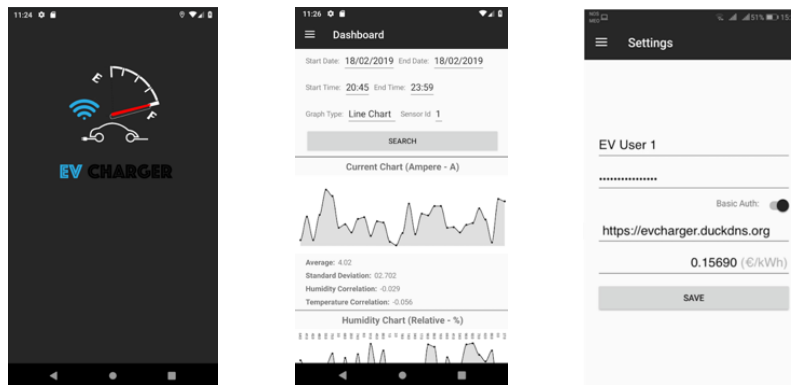 11:24
E
F
EV CHARGER
11:26
Dashboard
Start Date: 18/02/2019 End Date: 18/02/2019
Start Time: 20:45 End Time: 23:59
Graph Type: Line Chart Sensor Id 1
SEARCH
Current Chart (Ampere - A)
Average: 4.02
Standard Deviation: 02.702
Humidity Correlation: -0.029
Temperature Correlation: -0.056
Humidity Chart (Relative - %)
NOS
MEO
51%
Settings
EV User 1
••••••••••••••••
Basic Auth:
https://evcharger.duckdns.org
0.15690 (€/kWh)
SAVE